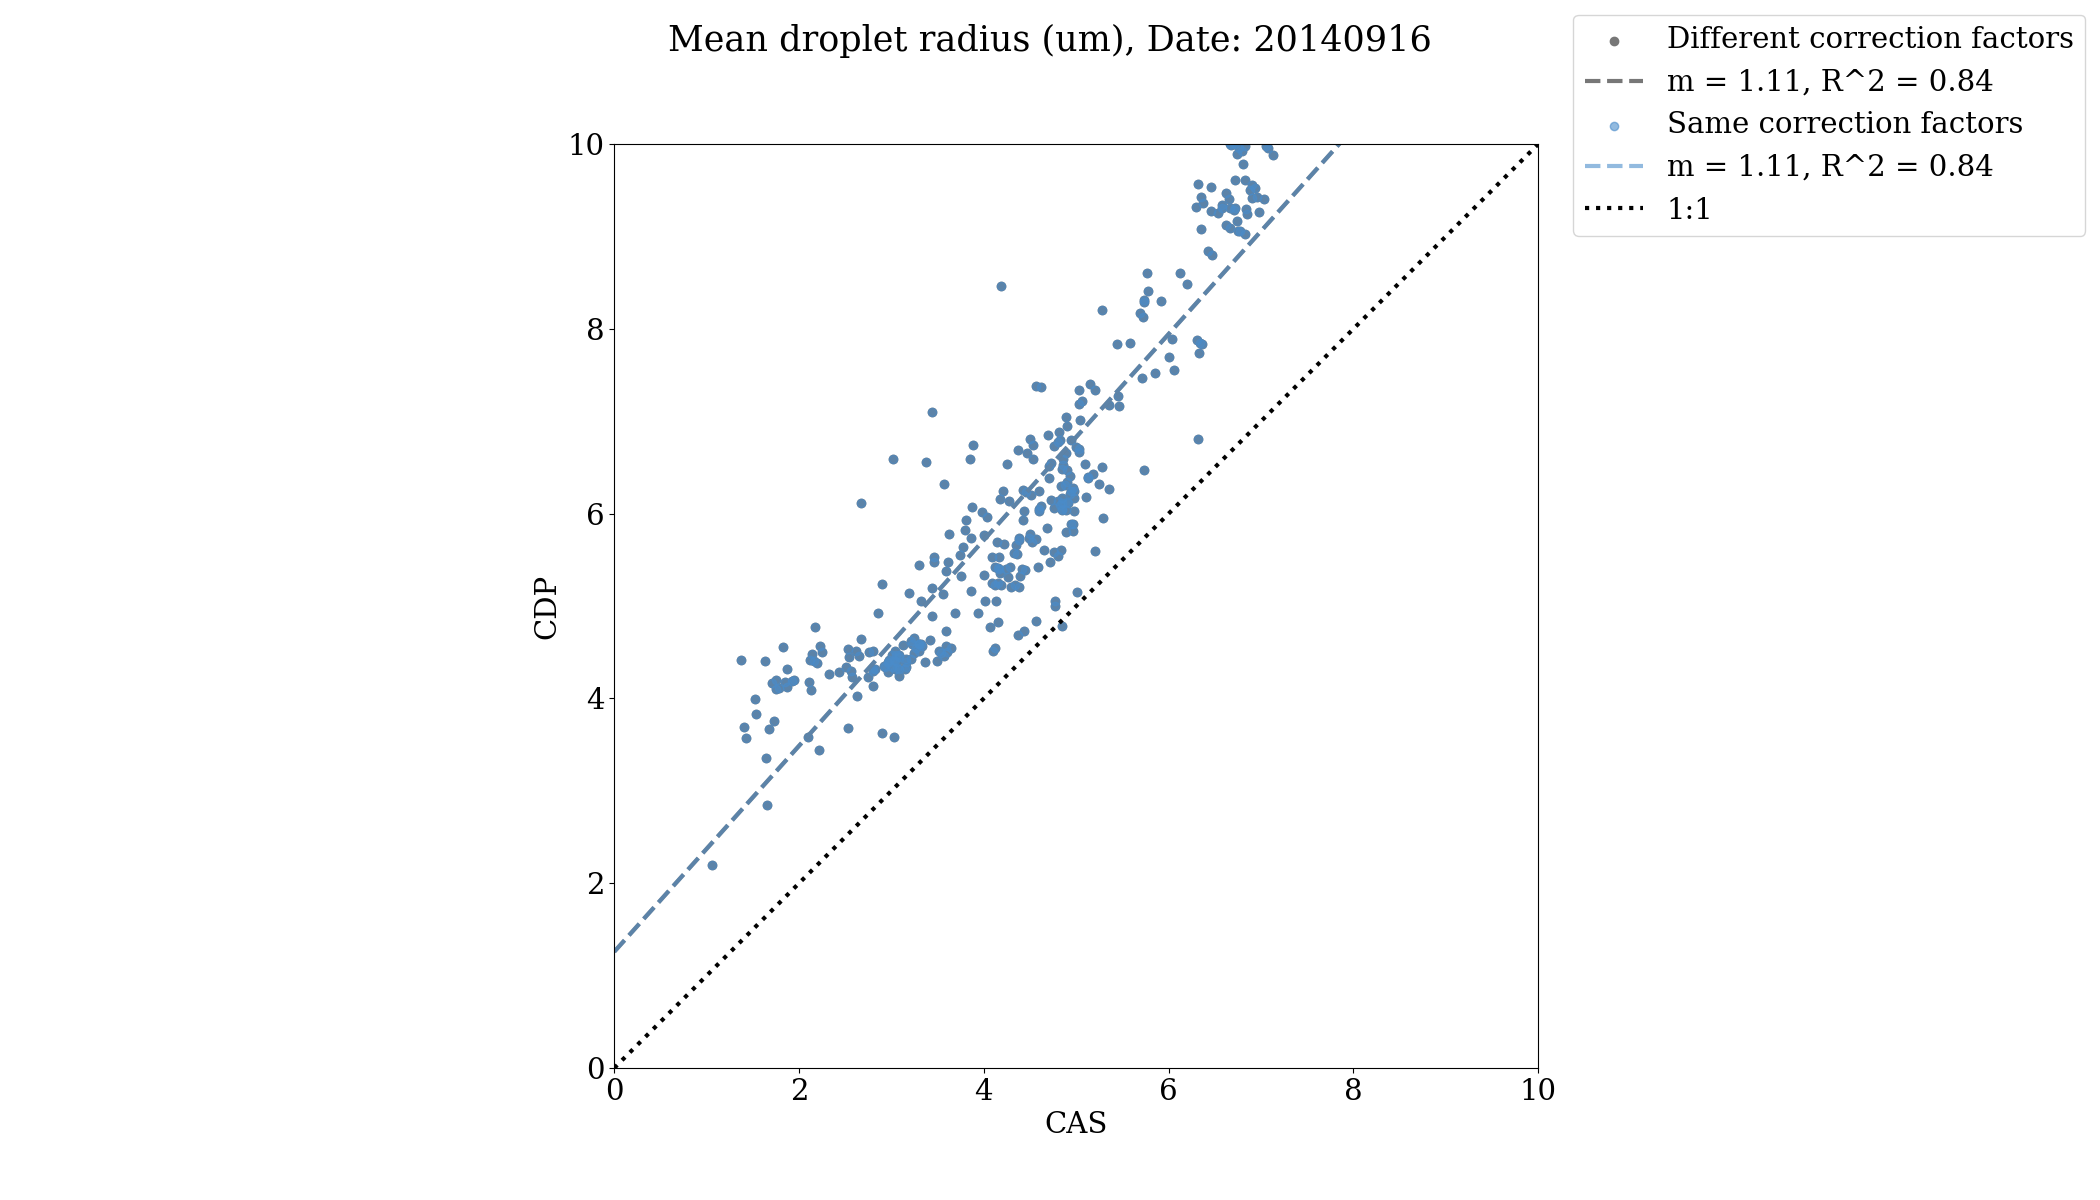 Mean droplet radius (um), Date: 20140916
Different correction factors
m = 1.11, R^2 = 0.84
Same correction factors
m = 1.11, R^2 = 0.84
1:1
10
8
6
4
2
0
CDP
0 2 4 6 8 10
CAS